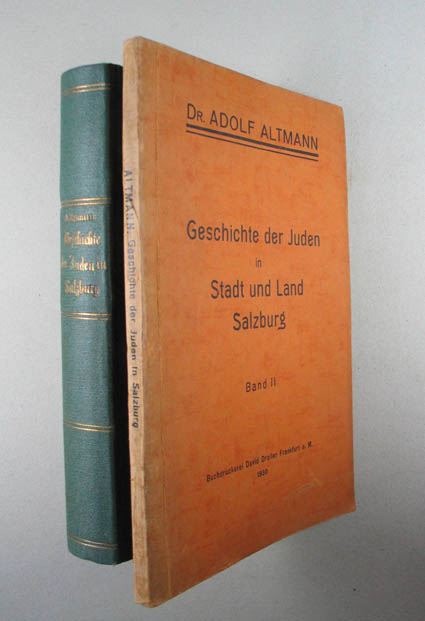 Altmann
Geschichte
der Juden in
Salzburg
ALTMANN, Geschichte der Juden in Salzburg
DR. ADOLF ALTMANN
Geschichte der Juden
in
Stadt und Land
Salzburg
Band II
Buchdruckerei David Droller Frankfurt a. M.
1930